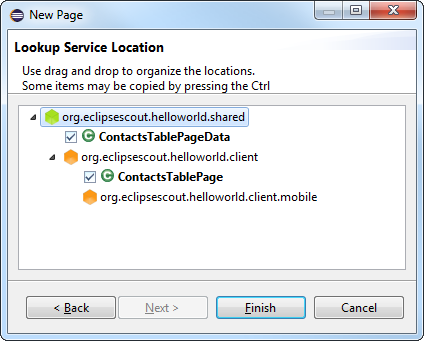 New Page
Lookup Service Location
Use drag and drop to organize the locations.
Some items may be copied by pressing the Ctrl
org.eclipsescout.helloworld.shared
C ContactsTablePageData
org.eclipsescout.helloworld.client
C ContactsTablePage
org.eclipsescout.helloworld.client.mobile
< Back Next > Finish Cancel